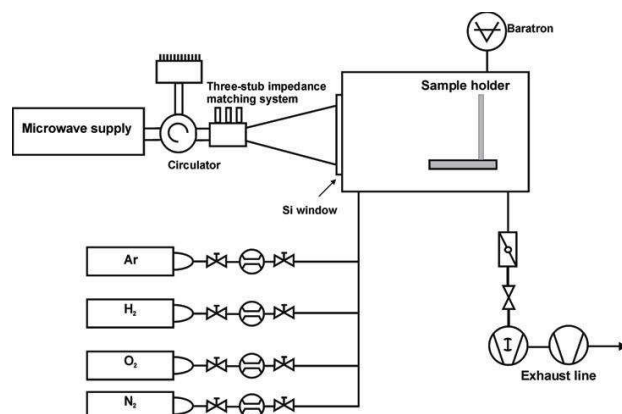 Baratron
Three-stub impedance
matching system
Sample holder
Microwave supply
Circulator
Si window
Ar
H₂
O₂
N₂
Exhaust line